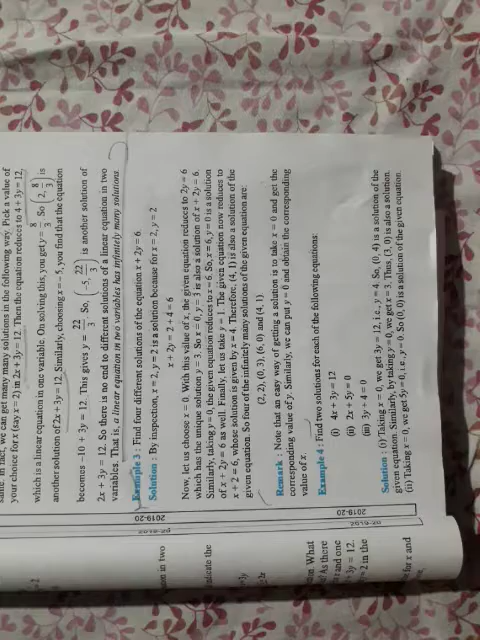 same. In fact, we can get many many solutions in the following way. Pick a value of
your choice for x (say x = 2) in 2x + 3y = 12. Then the equation reduces to 4 + 3y = 12,
which is a linear equation in one variable. On solving this, you get y = 8/3. So (2, 8/3) is
another solution of 2x + 3y = 12. Similarly, choosing x = – 5, you find that the equation
becomes –10 + 3y = 12. This gives y = 22/3. So, (–5, 22/3) is another solution of
2x + 3y = 12. So there is no end to different solutions of a linear equation in two
variables. That is, a linear equation in two variables has infinitely many solutions.
Example 3 : Find four different solutions of the equation x + 2y = 6.
Solution : By inspection, x = 2, y = 2 is a solution because for x = 2, y = 2
x + 2y = 2 + 4 = 6
Now, let us choose x = 0. With this value of x, the given equation reduces to 2y = 6
which has the unique solution y = 3. So x = 0, y = 3 is also a solution of x + 2y = 6.
Similarly, taking y = 0, the given equation reduces to x = 6. So, x = 6, y = 0 is a solution
of x + 2y = 6 as well. Finally, let us take y = 1. The given equation now reduces to
x + 2 = 6, whose solution is given by x = 4. Therefore, (4, 1) is also a solution of the
given equation. So four of the infinitely many solutions of the given equation are:
(2, 2), (0, 3), (6, 0) and (4, 1)
Remark : Note that an easy way of getting a solution is to take x = 0 and get the
corresponding value of y. Similarly, we can put y = 0 and obtain the corresponding
value of x.
Example 4 : Find two solutions for each of the following equations:
(i) 4x + 3y = 12
(ii) 2x + 5y = 0
(iii) 3y + 4 = 0
Solution : (i) Taking x = 0, we get 3y = 12, i.e., y = 4. So, (0, 4) is a solution of the
given equation. Similarly, by taking y = 0, we get x = 3. Thus, (3, 0) is also a solution.
(ii) Taking x = 0, we get 5y = 0, i.e., y = 0. So (0, 0) is a solution of the given equation.
2019-20
2019-20
in two
indicate the
What
As there
and one
+ 3y = 12.
= 2 in the
for x and